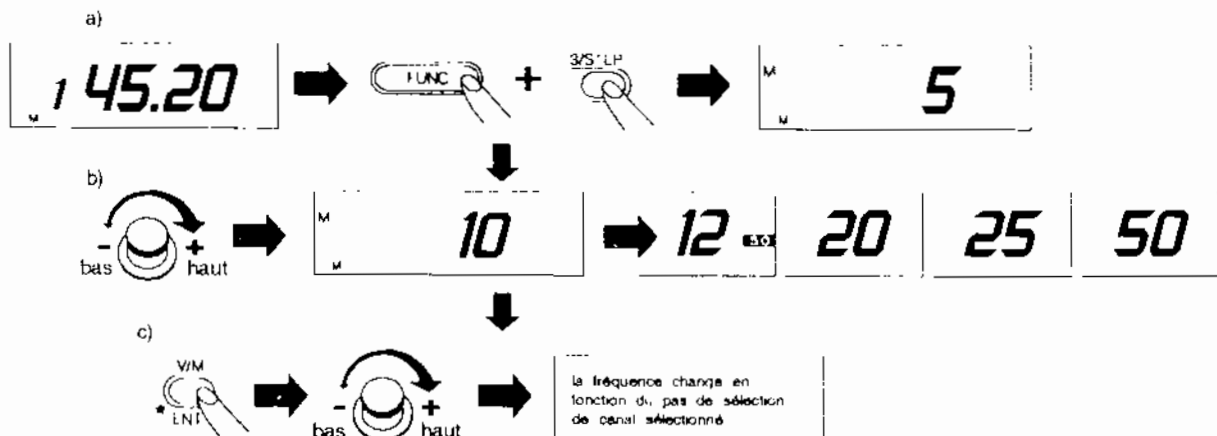 a)
1 45.20
M
FUNC
+
3/STEP
M
5
M
b)
- +
bas haut
M
10
M
12 50
20
25
50
c)
V/M
* ENT
- +
bas haut
la fréquence change en
fonction du pas de sélection
de canal sélectionné